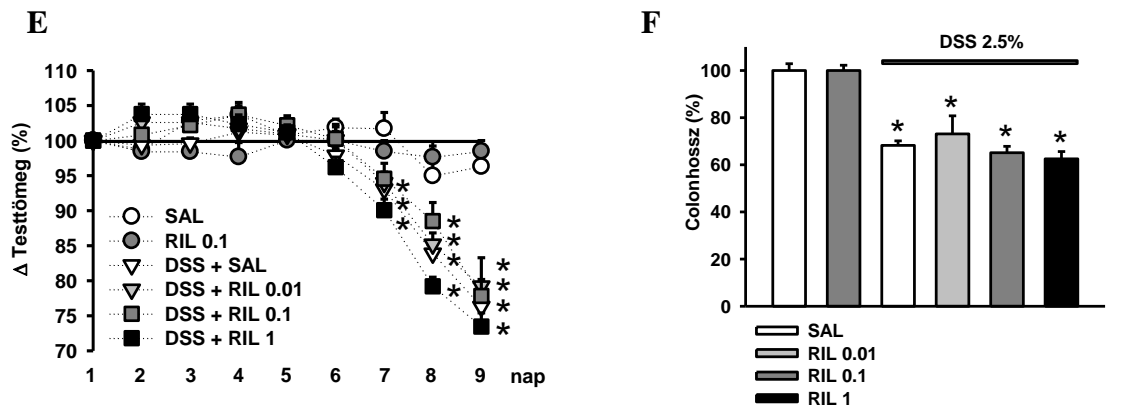 E
110
105
100
95
90
85
80
75
70
Δ Testtömeg (%)
SAL
RIL 0.1
DSS + SAL
DSS + RIL 0.01
DSS + RIL 0.1
DSS + RIL 1
*
*
*
*
*
*
*
*
*
*
*
1 2 3 4 5 6 7 8 9 nap
F
DSS 2.5%
100
80
60
40
20
0
Colonhossz (%)
* * * *
SAL
RIL 0.01
RIL 0.1
RIL 1